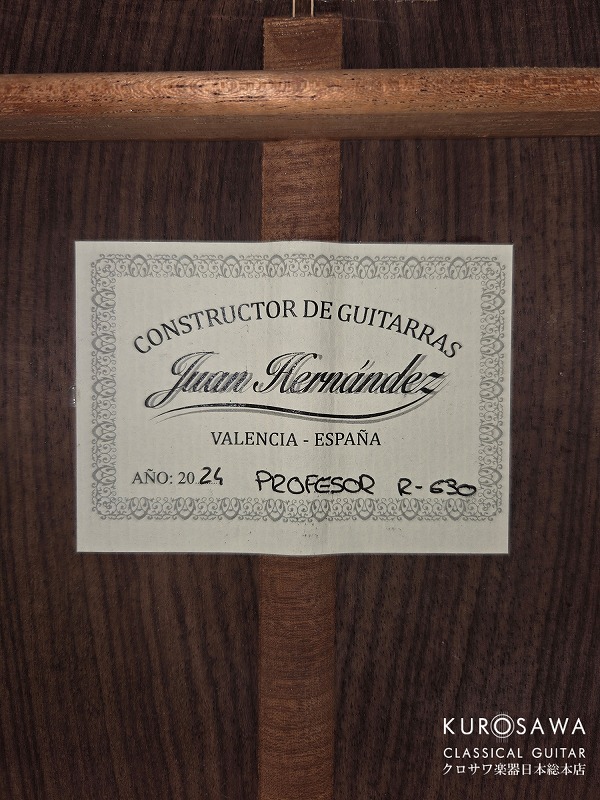 CONSTRUCTOR DE GUITARRAS
Juan Hernández
VALENCIA - ESPAÑA
AÑO: 2024 PROFESOR R-630
KUROSAWA
CLASSICAL GUITAR
クロサワ楽器日本総本店